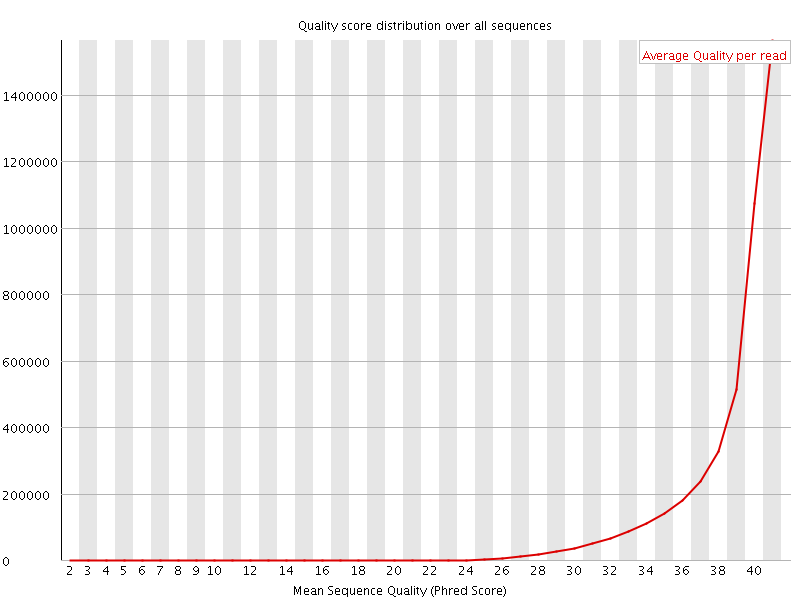 Quality score distribution over all sequences
Average Quality per read
1400000
1200000
1000000
800000
600000
400000
200000
0
2 3 4 5 6 7 8 9 10 12 14 16 18 20 22 24 26 28 30 32 34 36 38 40
Mean Sequence Quality (Phred Score)